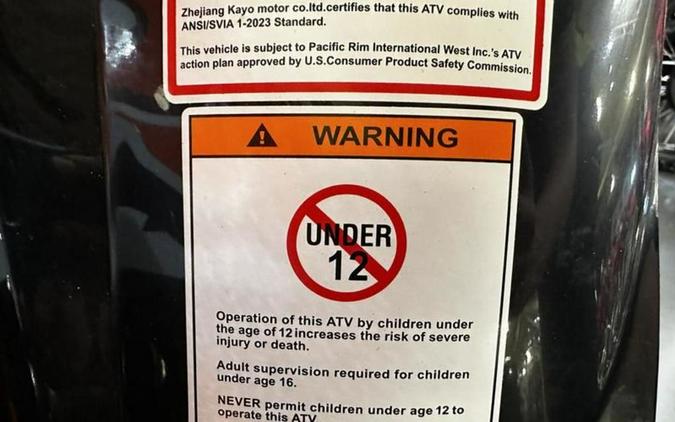 Zhejiang Kayo motor co.ltd.certifies that this ATV complies with
ANSI/SVIA 1-2023 Standard.
This vehicle is subject to Pacific Rim International West Inc.'s ATV
action plan approved by U.S.Consumer Product Safety Commission.
WARNING
UNDER
12
Operation of this ATV by children under
the age of 12 increases the risk of severe
injury or death.
Adult supervision required for children
under age 16.
NEVER permit children under age 12 to
operate this ATV